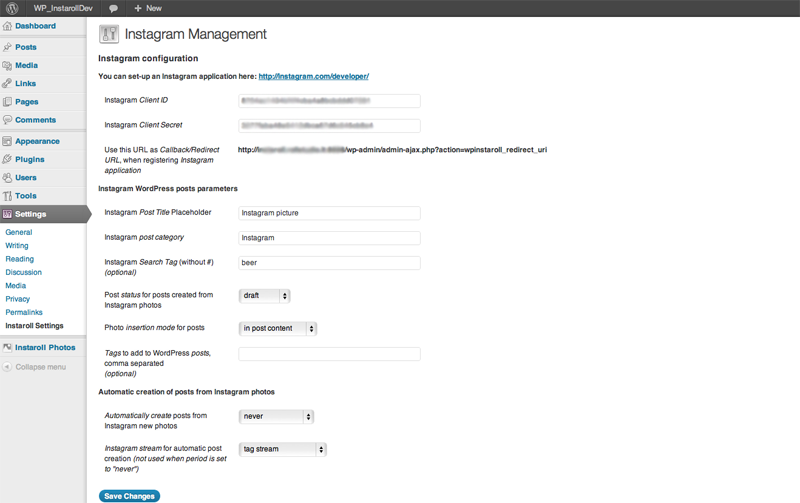 WP_InstarollDev
+ New
Dashboard
Posts
Media
Links
Pages
Comments
Appearance
Plugins
Users
Tools
Settings
General
Writing
Reading
Discussion
Media
Privacy
Permalinks
Instaroll Settings
Instaroll Photos
Collapse menu
Instagram Management
Instagram configuration
You can set-up an Instagram application here: http://instagram.com/developer/
Instagram Client ID
Instagram Client Secret
Use this URL as Callback/Redirect
URL, when registering Instagram
application
http://
/wp-admin/admin-ajax.php?action=wpinstaroll_redirect_uri
Instagram WordPress posts parameters
Instagram Post Title Placeholder
Instagram picture
Instagram post category
Instagram
Instagram Search Tag (without #)
(optional)
beer
Post status for posts created from
Instagram photos
draft
Photo insertion mode for posts
in post content
Tags to add to WordPress posts,
comma separated
(optional)
Automatic creation of posts from Instagram photos
Automatically create posts from
Instagram new photos
never
Instagram stream for automatic post
creation (not used when period is set
to "never")
tag stream
Save Changes